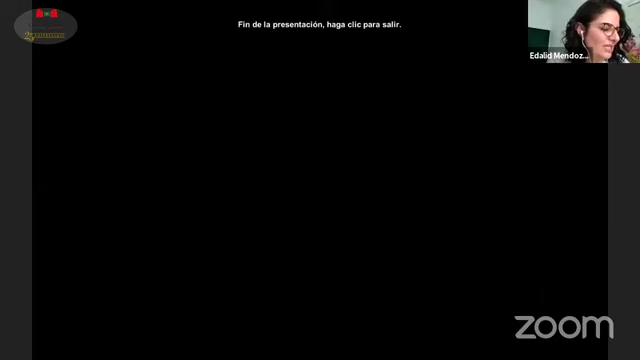 Fin de la presentación, haga clic para salir.
Edalid Mendoz...
zoom